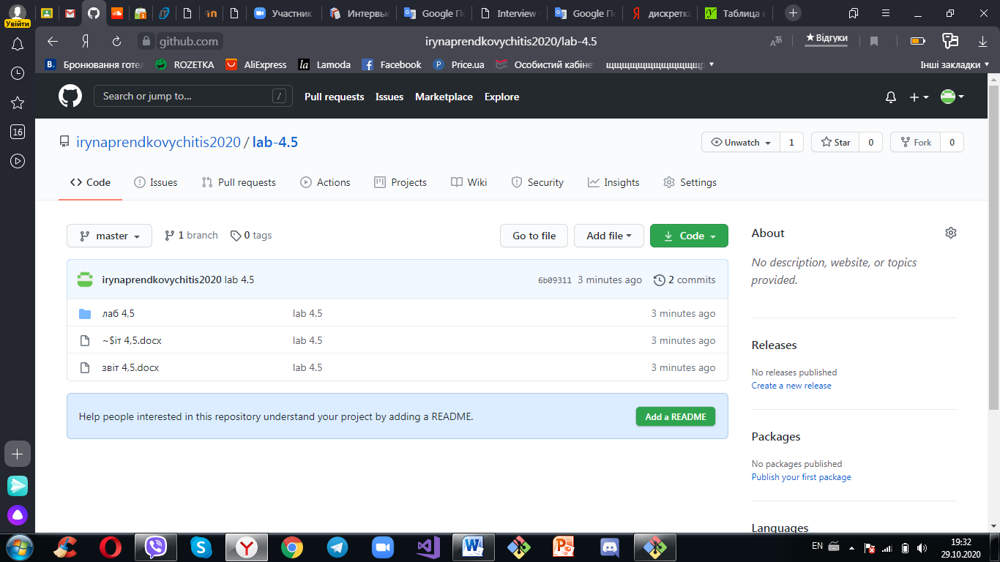 Увійти
Участник
Интервью
Google Пе
Interview
Google Пе
дискретка
Таблица и
github.com
irynaprendkovychitis2020/lab-4.5
★ Відгуки
Бронювання готел
ROZETKA
AliExpress
Lamoda
Facebook
Price.ua
Особистий кабінет
Інші закладки
16
Search or jump to...
/
Pull requests
Issues
Marketplace
Explore
irynaprendkovychitis2020 / lab-4.5
Unwatch
1
Star
0
Fork
0
Code
Issues
Pull requests
Actions
Projects
Wiki
Security
Insights
Settings
master
1 branch
0 tags
Go to file
Add file
Code
irynaprendkovychitis2020 lab 4.5
6b09311 3 minutes ago
2 commits
лаб 4,5
lab 4.5
3 minutes ago
~$іт 4,5.docx
lab 4.5
3 minutes ago
звіт 4,5.docx
lab 4.5
3 minutes ago
Help people interested in this repository understand your project by adding a README.
Add a README
About
No description, website, or topics
provided.
Releases
No releases published
Create a new release
Packages
No packages published
Publish your first package
Languages
EN
19:32
29.10.2020